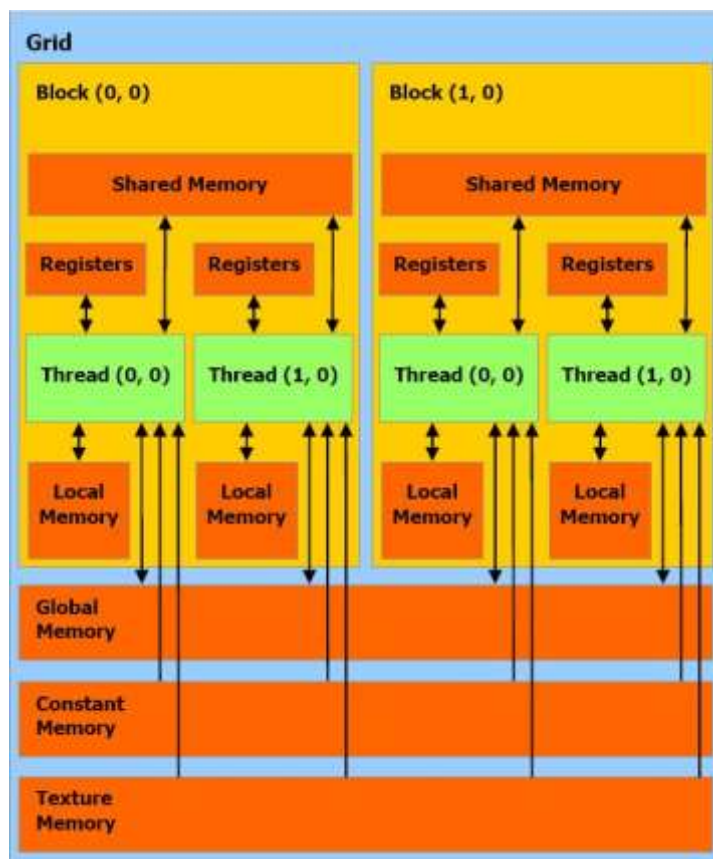 Grid
Block (0, 0)
Block (1, 0)
Shared Memory
Shared Memory
Registers
Registers
Registers
Registers
Thread (0, 0)
Thread (1, 0)
Thread (0, 0)
Thread (1, 0)
Local
Memory
Local
Memory
Local
Memory
Local
Memory
Global
Memory
Constant
Memory
Texture
Memory